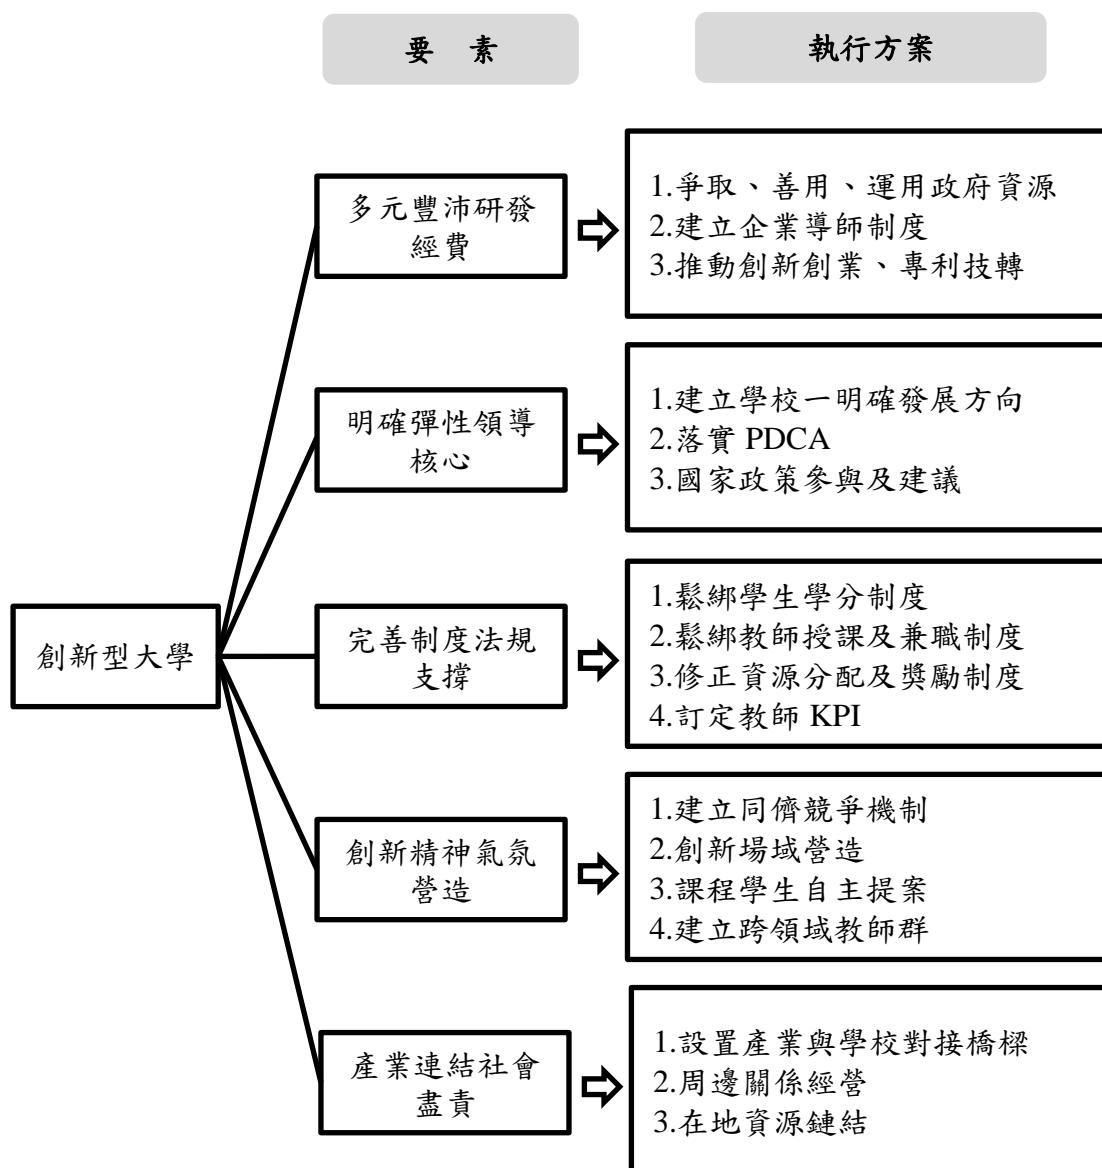 要 素
執行方案
創新型大學
多元豐沛研發
經費
1.爭取、善用、運用政府資源
2.建立企業導師制度
3.推動創新創業、專利技轉
明確彈性領導
核心
1.建立學校一明確發展方向
2.落實 PDCA
3.國家政策參與及建議
完善制度法規
支撐
1.鬆綁學生學分制度
2.鬆綁教師授課及兼職制度
3.修正資源分配及獎勵制度
4.訂定教師 KPI
創新精神氣氛
營造
1.建立同儕競爭機制
2.創新場域營造
3.課程學生自主提案
4.建立跨領域教師群
產業連結社會
盡責
1.設置產業與學校對接橋樑
2.周邊關係經營
3.在地資源鏈結